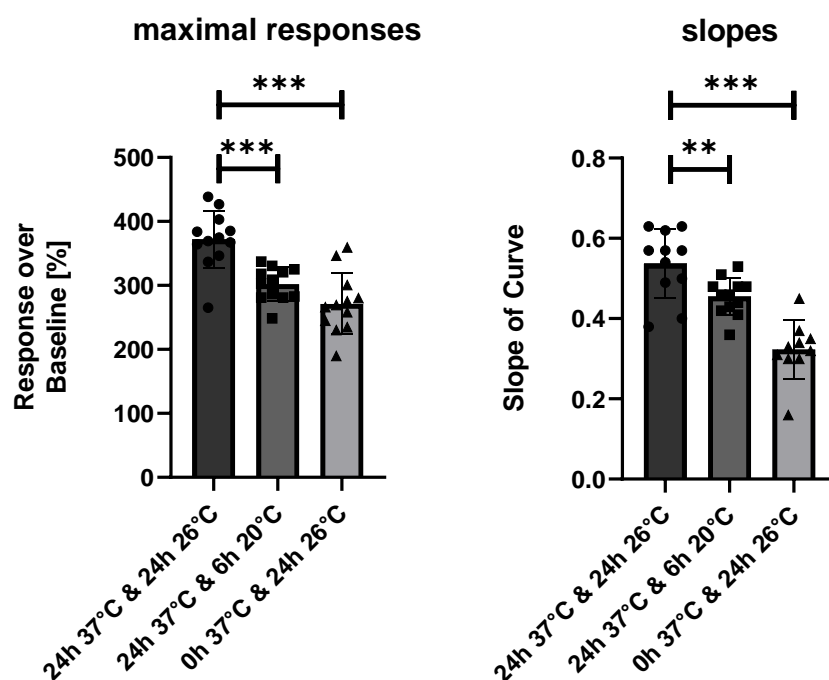 maximal responses
***
***
500
400
300
200
100
0
Response over
Baseline [%]
24h 37°C & 24h 26°C
24h 37°C & 6h 20°C
0h 37°C & 24h 26°C
slopes
***
**
0.8
0.6
0.4
0.2
0.0
Slope of Curve
24h 37°C & 24h 26°C
24h 37°C & 6h 20°C
0h 37°C & 24h 26°C